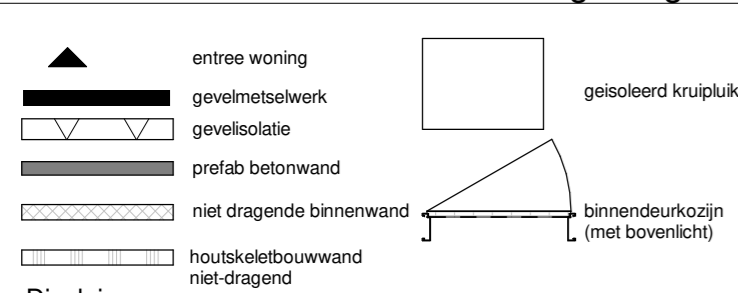 entree woning
gevelmetselwerk
gevelisolatie
prefab betonwand
niet dragende binnenwand
houtskeletbouwwand
niet-dragend
geisoleerd kruipluik
binnendeurkozijn
(met bovenlicht)